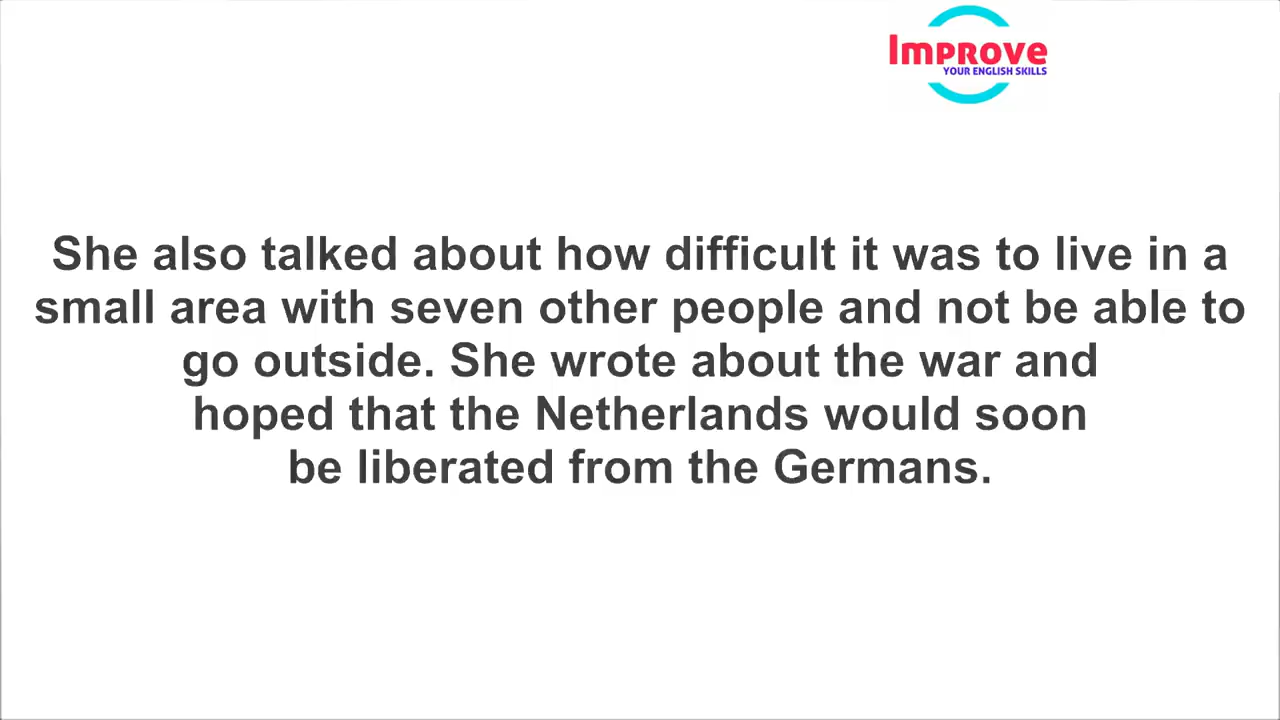 Improve
YOUR ENGLISH SKILLS
She also talked about how difficult it was to live in a
small area with seven other people and not be able to
go outside. She wrote about the war and
hoped that the Netherlands would soon
be liberated from the Germans.